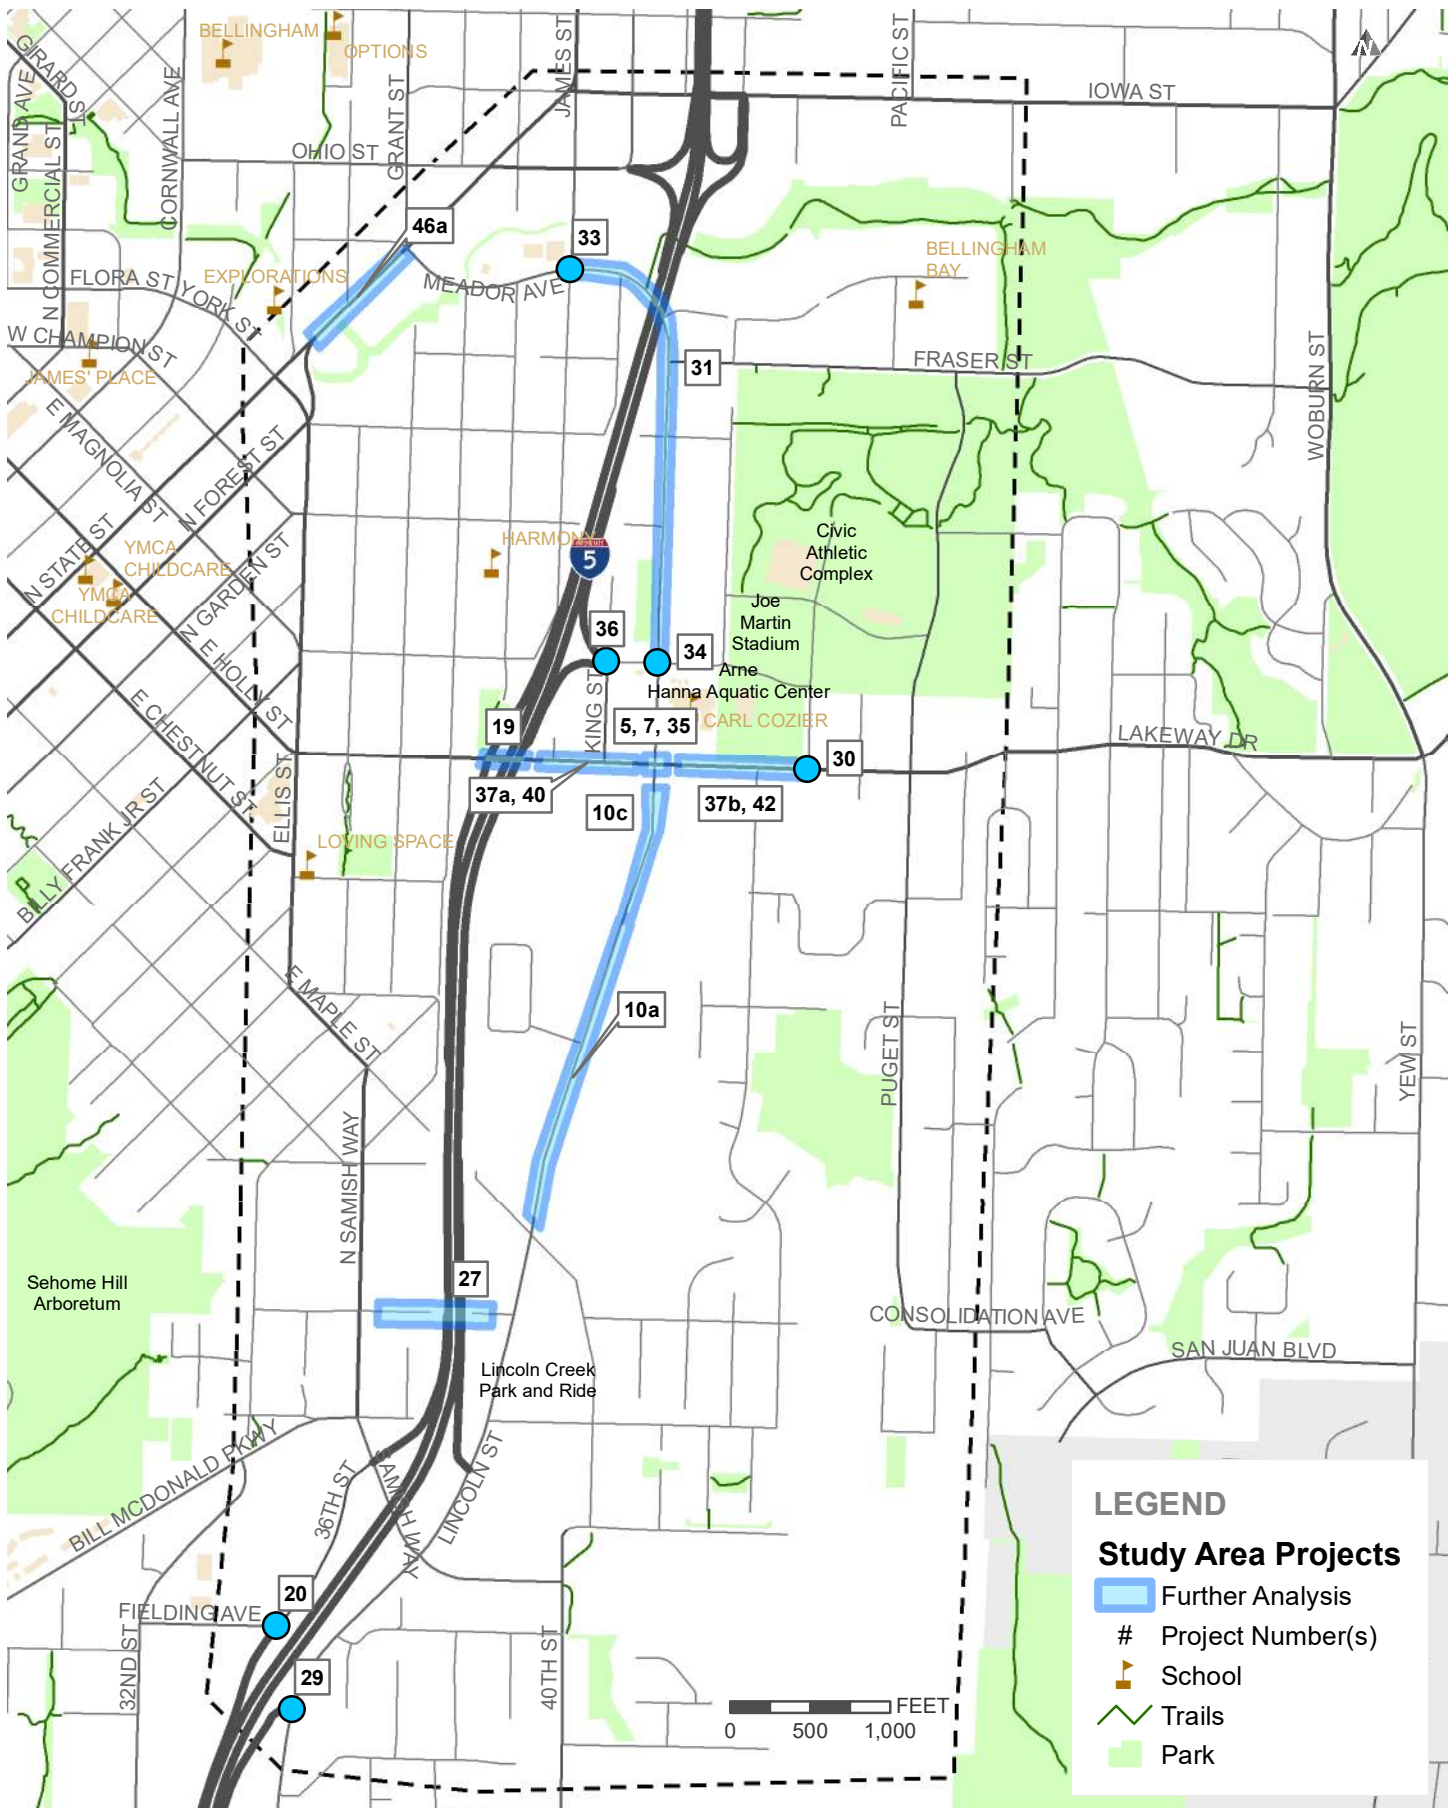 BELLINGHAM
OPTIONS
GIRARD ST
GRAND AVE
N COMMERCIAL ST
CORNWALL AVE
GRANT ST
JAMES ST
PACIFIC ST
N
IOWA ST
OHIO ST
46a
33
BELLINGHAM
BAY
EXPLORATIONS
FLORA ST
YORK ST
MEADOR AVE
W CHAMPION ST
JAMES' PLACE
31
FRASER ST
WOBURN ST
E MAGNOLIA ST
N FOREST ST
N STATE ST
YMCA
CHILDCARE
YMCA
CHILDCARE
N GARDEN ST
HARMONY
INTERSTATE
5
Civic
Athletic
Complex
Joe
Martin
Stadium
36
34
Arne
Hanna Aquatic Center
N E HOLLY ST
E CHESTNUT ST
KING ST
19
5, 7, 35
CARL COZIER
LAKEWAY DR
30
37a, 40
10c
37b, 42
ELLIS ST
BILLY FRANK JR ST
LOVING SPACE
E MAPLE ST
10a
PUGET ST
YEW ST
N SAMISH WAY
Sehome Hill
Arboretum
27
CONSOLIDATION AVE
SAN JUAN BLVD
Lincoln Creek
Park and Ride
BILL MCDONALD PKWY
36TH ST
SAMISH WAY
LINCOLN ST
20
FIELDING AVE
32ND ST
29
40TH ST
FEET
0 500 1,000
LEGEND
Study Area Projects
Further Analysis
# Project Number(s)
School
Trails
Park